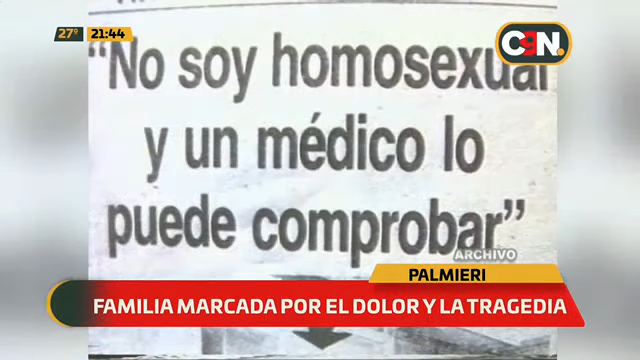 27° 21:44
C9N.
“No soy homosexual
y un médico lo
puede comprobar”
ARCHIVO
PALMIERI
FAMILIA MARCADA POR EL DOLOR Y LA TRAGEDIA